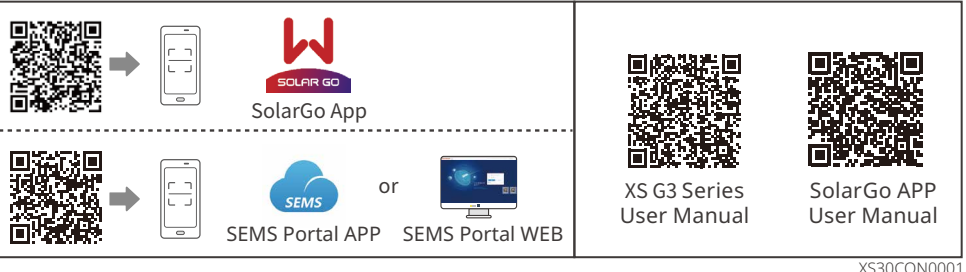 SOLAR GO
SolarGo App
SEMS
or
SEMS Portal APP
SEMS Portal WEB
XS G3 Series
User Manual
SolarGo APP
User Manual
XS30CON0001